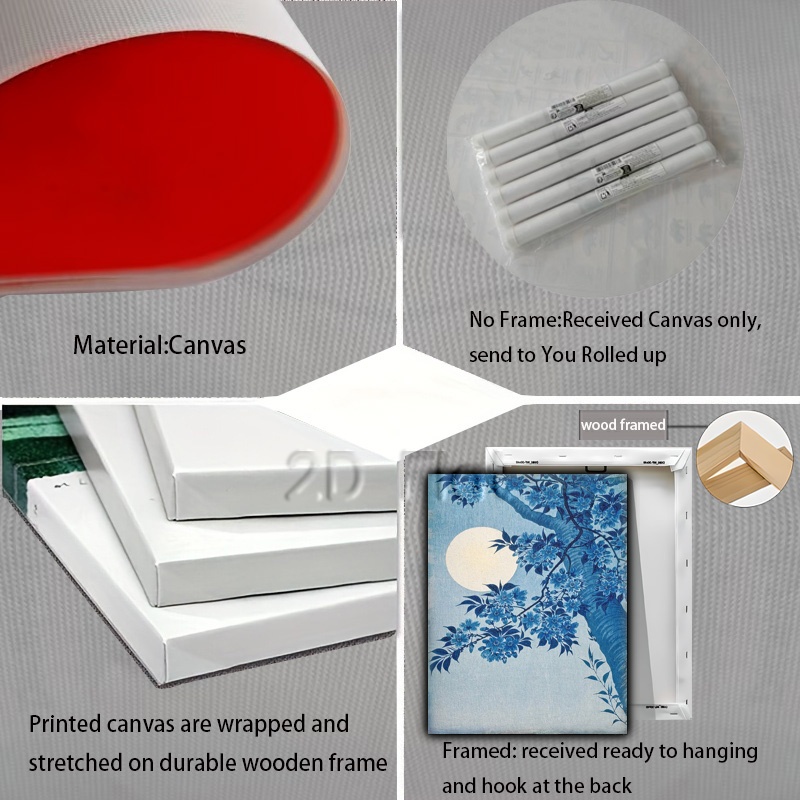 Material:Canvas
No Frame:Received Canvas only,
send to You Rolled up
2D
wood framed
Printed canvas are wrapped and
stretched on durable wooden frame
Framed: received ready to hanging
and hook at the back